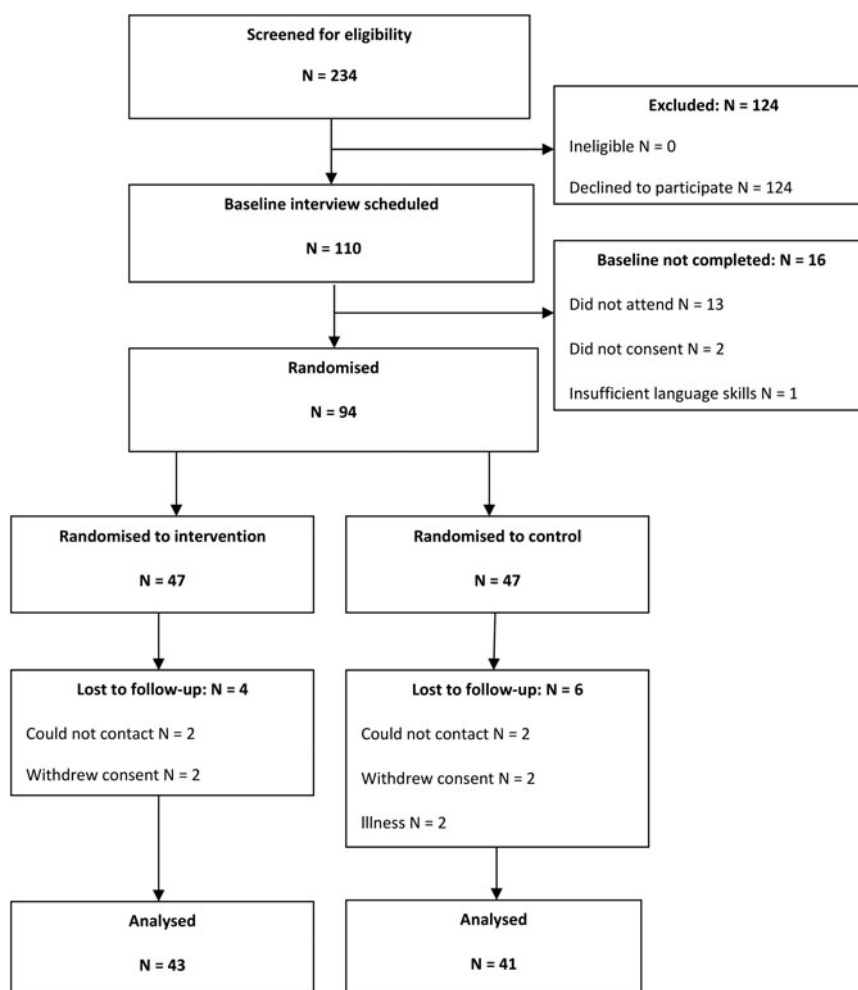 Screened for eligibility
N = 234
Excluded: N = 124
Ineligible N = 0
Declined to participate N = 124
Baseline interview scheduled
N = 110
Baseline not completed: N = 16
Did not attend N = 13
Did not consent N = 2
Insufficient language skills N = 1
Randomised
N = 94
Randomised to intervention
N = 47
Randomised to control
N = 47
Lost to follow-up: N = 4
Could not contact N = 2
Withdrew consent N = 2
Lost to follow-up: N = 6
Could not contact N = 2
Withdrew consent N = 2
Illness N = 2
Analysed
N = 43
Analysed
N = 41